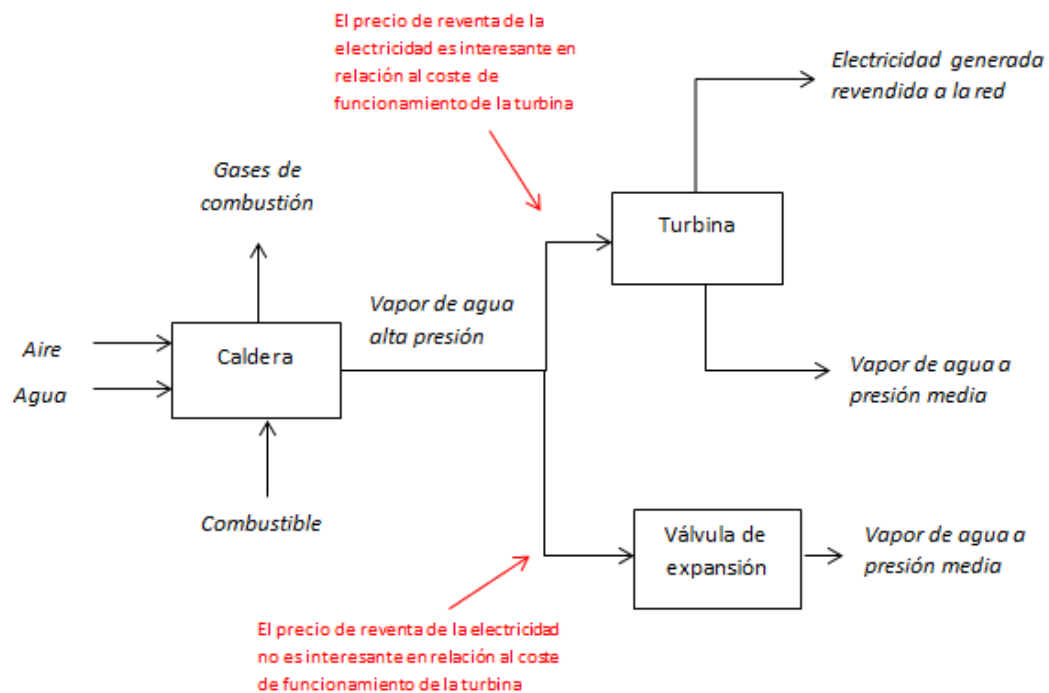 El precio de reventa de la
electricidad es interesante en
relación al coste de
funcionamiento de la turbina
Electricidad generada
revendida a la red
Gases de
combustión
Turbina
Vapor de agua
alta presión
Aire
Agua
Caldera
Vapor de agua a
presión media
Combustible
Válvula de
expansión
Vapor de agua a
presión media
El precio de reventa de la electricidad
no es interesante en relación al coste
de funcionamiento de la turbina